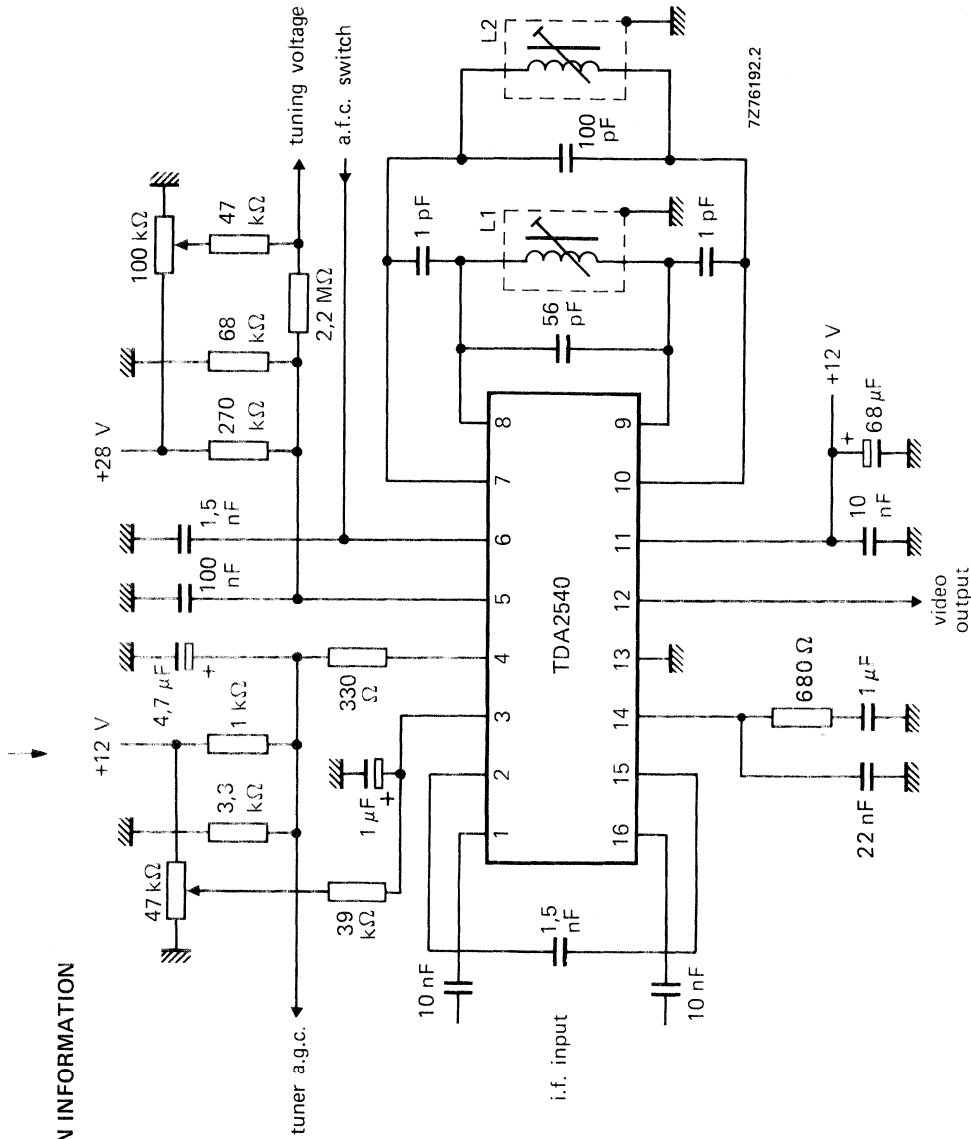 N INFORMATION
+12 V
4,7 µF
+
1 kΩ
3,3
kΩ
47 kΩ
39
kΩ
1 µF
+
330
Ω
tuner a.g.c.
100
nF
1,5
nF
+28 V
270
kΩ
68
kΩ
100 kΩ
47
kΩ
2,2 MΩ
tuning voltage
a.f.c. switch
1
2
3
4
5
6
7
8
TDA2540
16
15
14
13
12
11
10
9
10 nF
i.f. input
1,5
nF
10 nF
22 nF
680 Ω
1 µF
video
output
10
nF
+
68 µF
+12 V
56
pF
L1
1 pF
1 pF
100
pF
L2
7Z76192.2